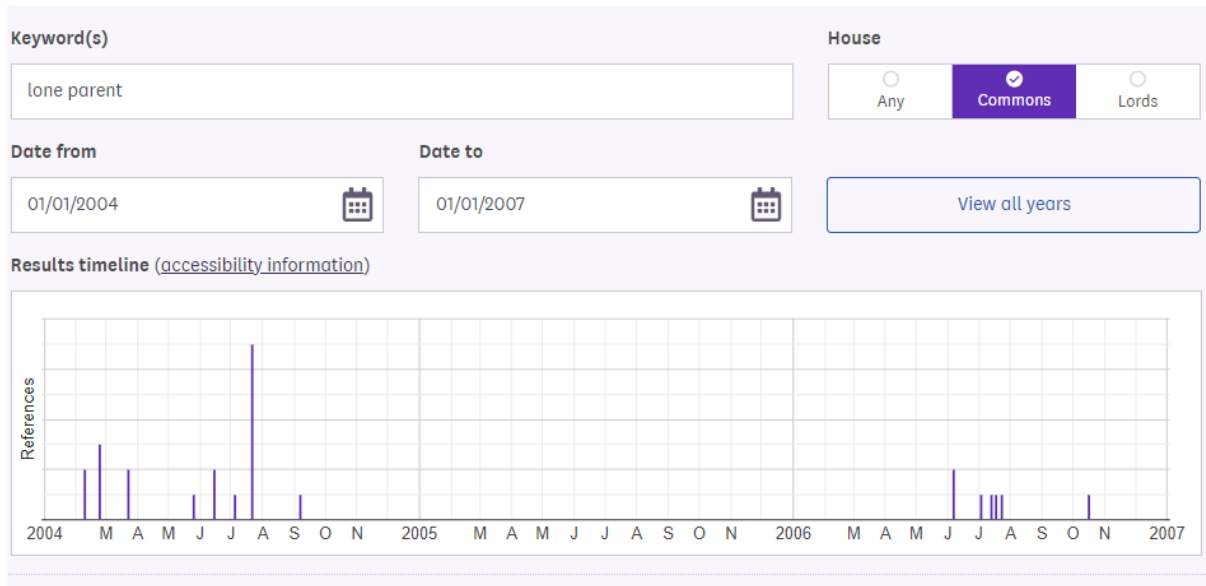 Keyword(s)
House
lone parent
Any
Commons
Lords
Date from
Date to
01/01/2004
01/01/2007
View all years
Results timeline (accessibility information)
References
2004 M A M J J A S O N 2005 M A M J J A S O N 2006 M A M J J A S O N 2007